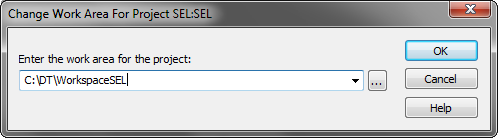 Change Work Area For Project SEL:SEL
Enter the work area for the project:
C:\DT\WorkspaceSEL
...
OK
Cancel
Help